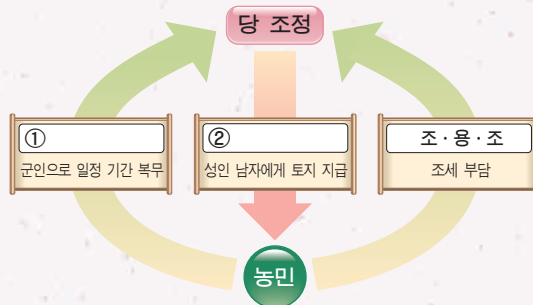 당 조정
①
군인으로 일정 기간 복무
②
성인 남자에게 토지 지급
조·용·조
조세 부담
농민